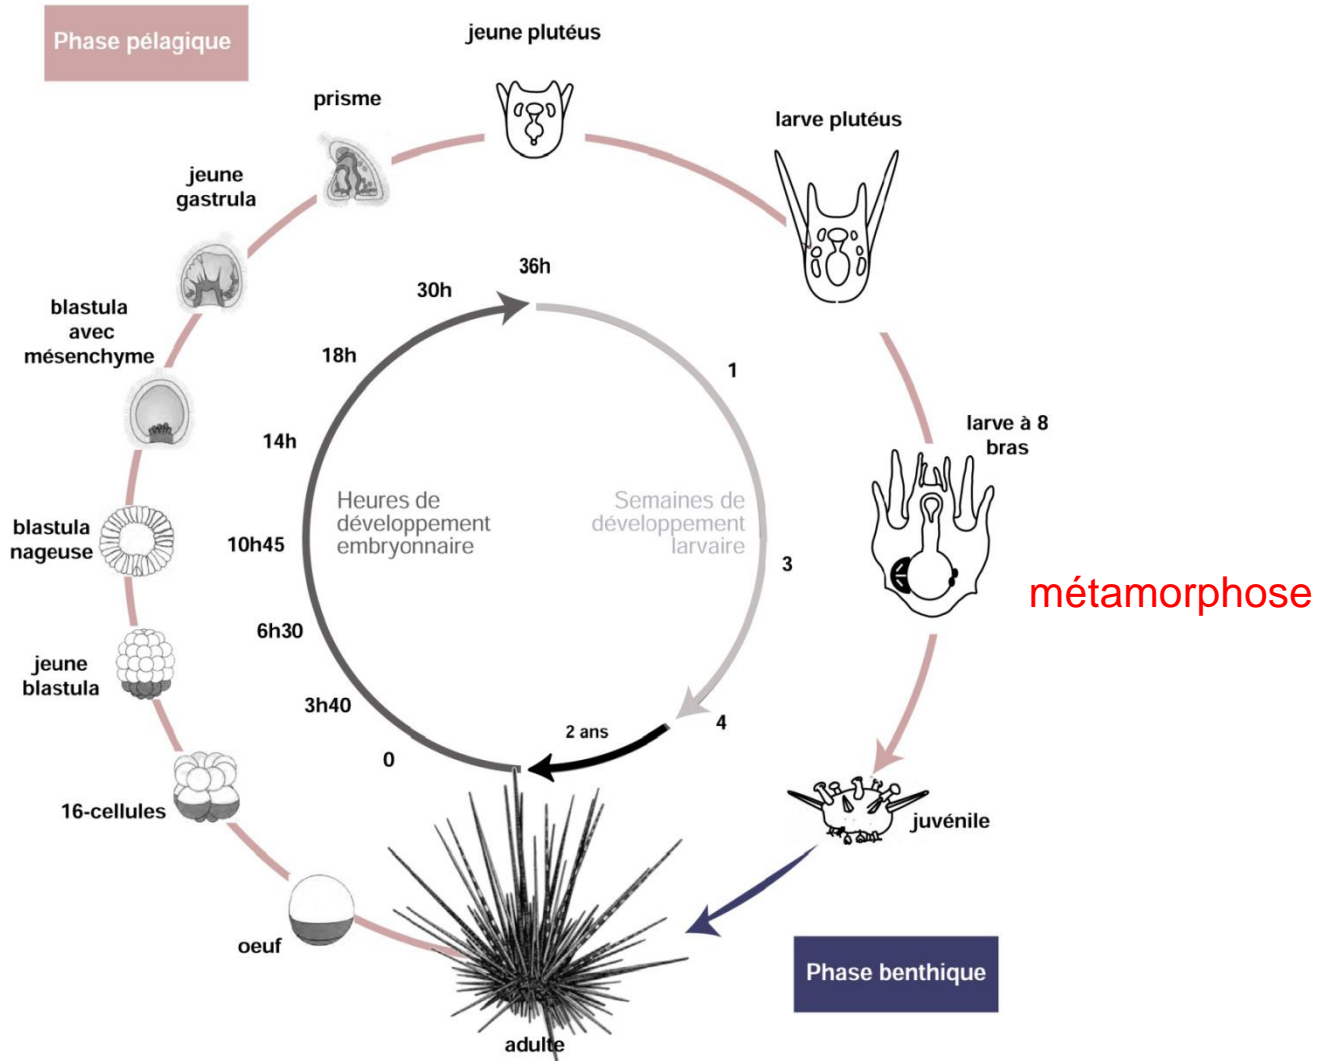 Phase pélagique
jeune plutéus
prisme
larve plutéus
jeune
gastrula
36h
30h
blastula
avec
mésenchyme
18h
1
14h
larve à 8
bras
Heures de
développement
embryonnaire
Semaines de
développement
larvaire
blastula
nageuse
10h45
3
métamorphose
6h30
jeune
blastula
3h40
4
2 ans
0
16-cellules
juvénile
oeuf
Phase benthique
adulte